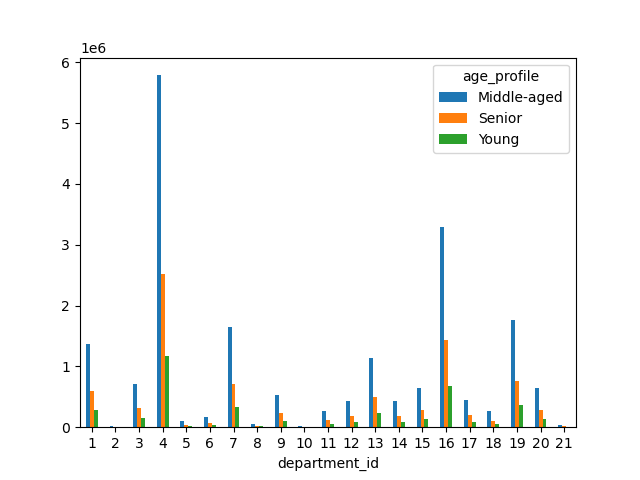 1e6
6
5
4
3
2
1
0
age_profile
Middle-aged
Senior
Young
1 2 3 4 5 6 7 8 9 10 11 12 13 14 15 16 17 18 19 20 21
department_id